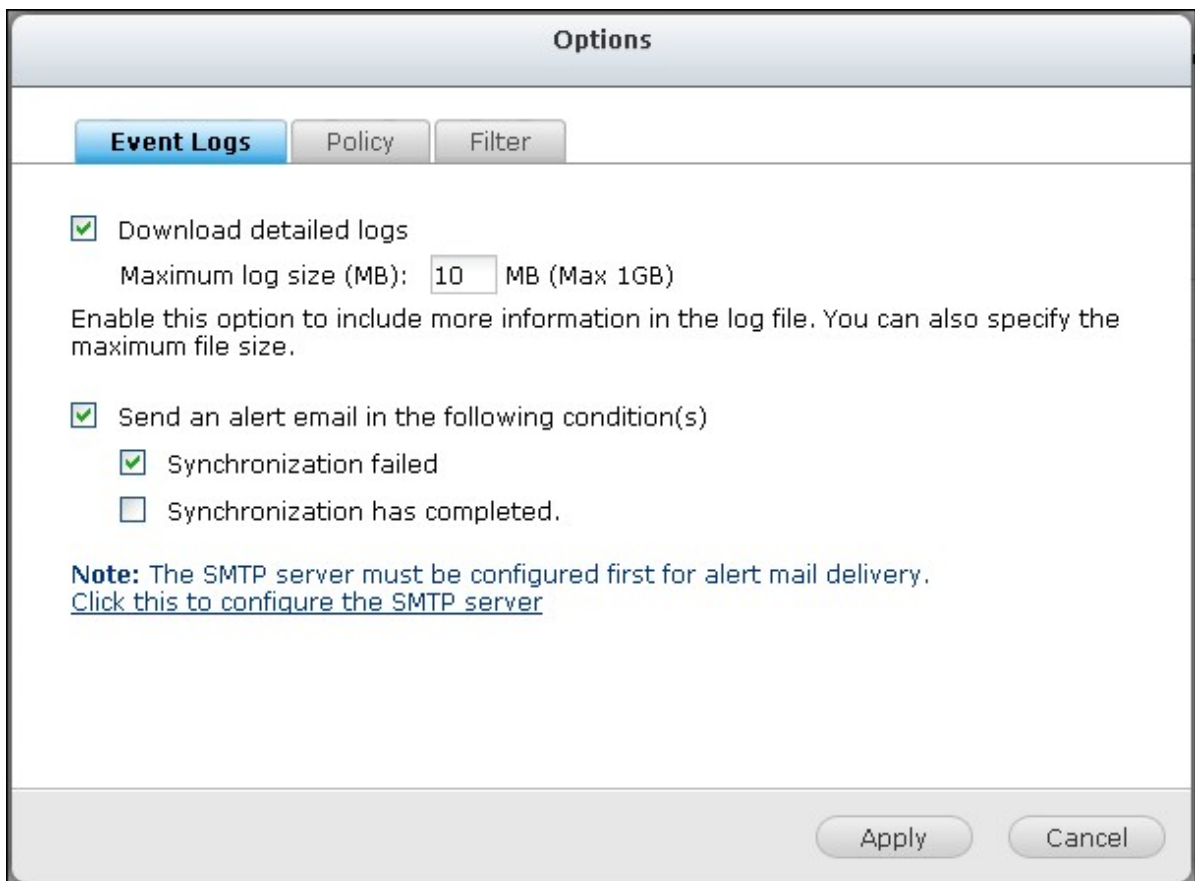 Options
Event Logs Policy Filter
Download detailed logs
Maximum log size (MB): 10 MB (Max 1GB)
Enable this option to include more information in the log file. You can also specify the
maximum file size.
Send an alert email in the following condition(s)
Synchronization failed
Synchronization has completed.
Note: The SMTP server must be configured first for alert mail delivery.
Click this to configure the SMTP server
Apply Cancel